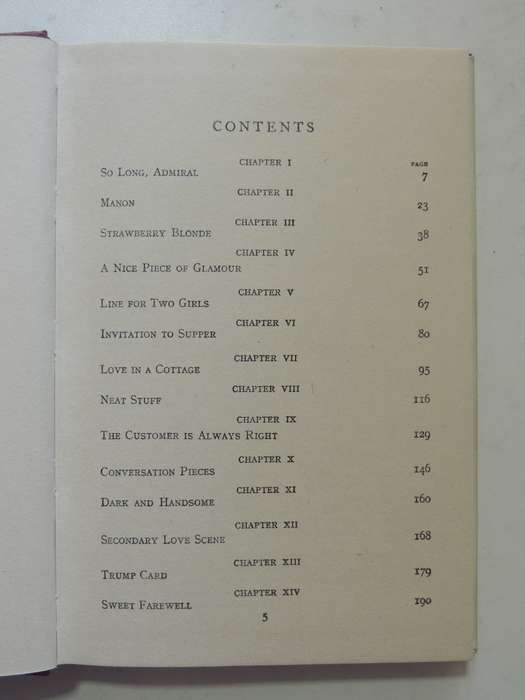 CONTENTS
CHAPTER I
PAGE
So Long, Admiral 7
CHAPTER II
Manon 23
CHAPTER III
Strawberry Blonde 38
CHAPTER IV
A Nice Piece of Glamour 51
CHAPTER V
Line for Two Girls 67
CHAPTER VI
Invitation to Supper 80
CHAPTER VII
Love in a Cottage 95
CHAPTER VIII
Neat Stuff 116
CHAPTER IX
The Customer is Always Right 129
CHAPTER X
Conversation Pieces 146
CHAPTER XI
Dark and Handsome 160
CHAPTER XII
Secondary Love Scene 168
CHAPTER XIII
Trump Card 179
CHAPTER XIV
Sweet Farewell 190
5